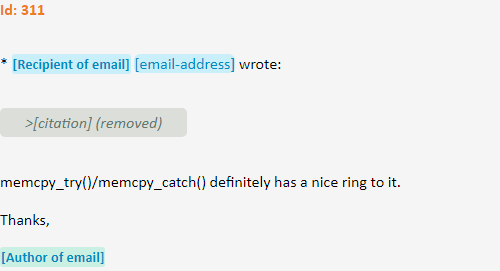 Id: 311
* [Recipient of email] [email-address] wrote:
>[citation] (removed)
memcpy_try()/memcpy_catch() definitely has a nice ring to it.
Thanks,
[Author of email]